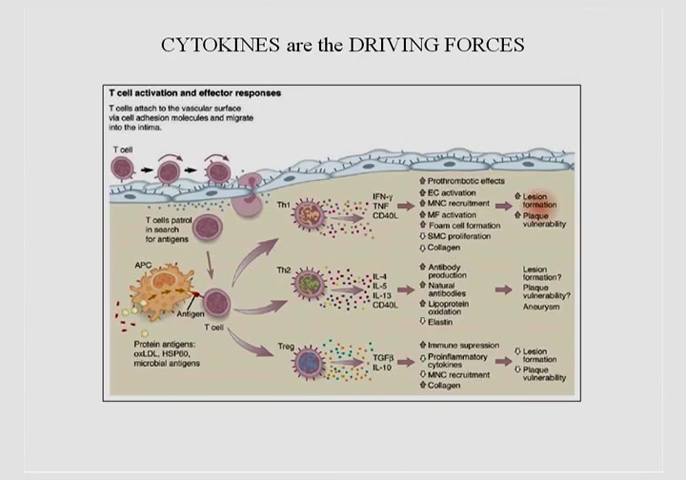 CYTOKINES are the DRIVING FORCES
T cell activation and effector responses
T cells attach to the vascular surface
via cell adhesion molecules and migrate
into the intima.
T cell
T cells patrol
in search
for antigens
APC
Antigen
T cell
Protein antigens:
oxLDL, HSP60,
microbial antigens
Th1
IFN-γ
TNF
CD40L
⇧ Prothrombotic effects
⇧ EC activation
⇧ MNC recruitment
⇧ MF activation
⇧ Foam cell formation
⇩ SMC proliferation
⇩ Collagen
⇧ Lesion
formation
⇧ Plaque
vulnerability
Th2
IL-4
IL-5
IL-13
CD40L
⇧ Antibody
production
⇧ Natural
antibodies
⇧ Lipoprotein
oxidation
⇩ Elastin
Lesion
formation?
Plaque
vulnerability?
Aneurysm
Treg
TGFβ
IL-10
⇧ Immune supression
⇩ Proinflammatory
cytokines
⇩ MNC recruitment
⇧ Collagen
⇩ Lesion
formation
⇩ Plaque
vulnerability